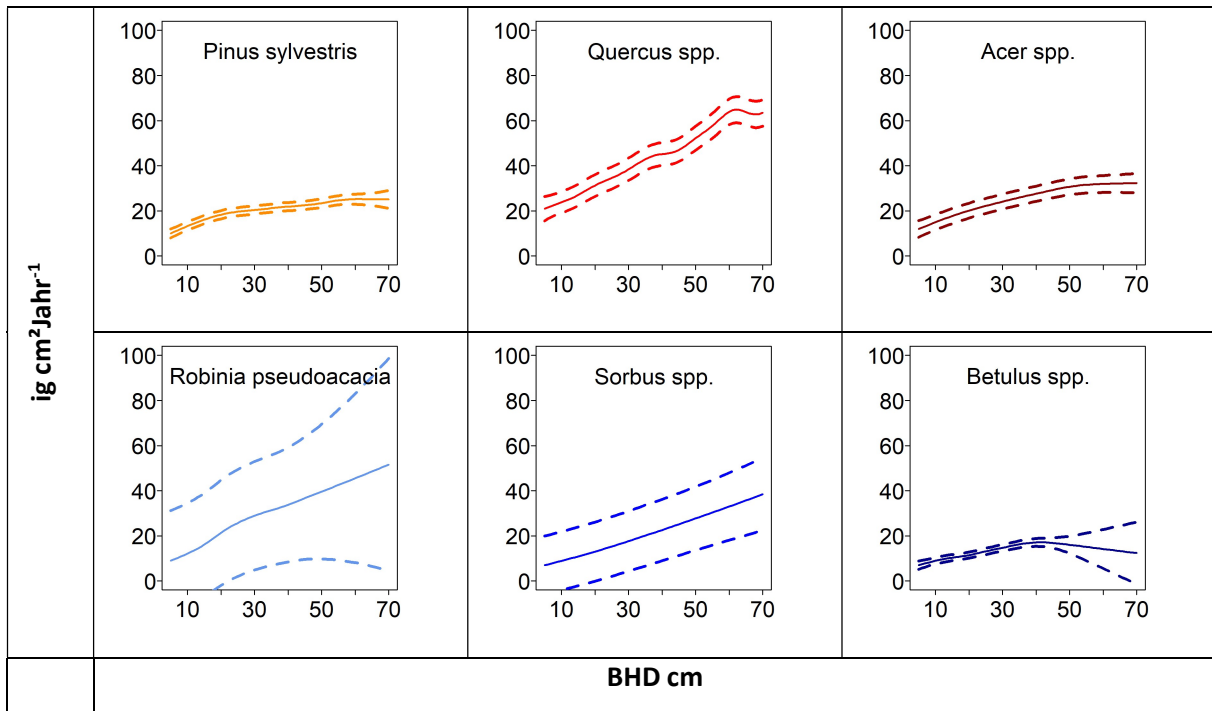 ig cm²Jahr⁻¹
Pinus sylvestris
100
80
60
40
20
0
10 30 50 70
Quercus spp.
100
80
60
40
20
0
10 30 50 70
Acer spp.
100
80
60
40
20
0
10 30 50 70
Robinia pseudoacacia
100
80
60
40
20
0
10 30 50 70
Sorbus spp.
100
80
60
40
20
0
10 30 50 70
Betulus spp.
100
80
60
40
20
0
10 30 50 70
BHD cm